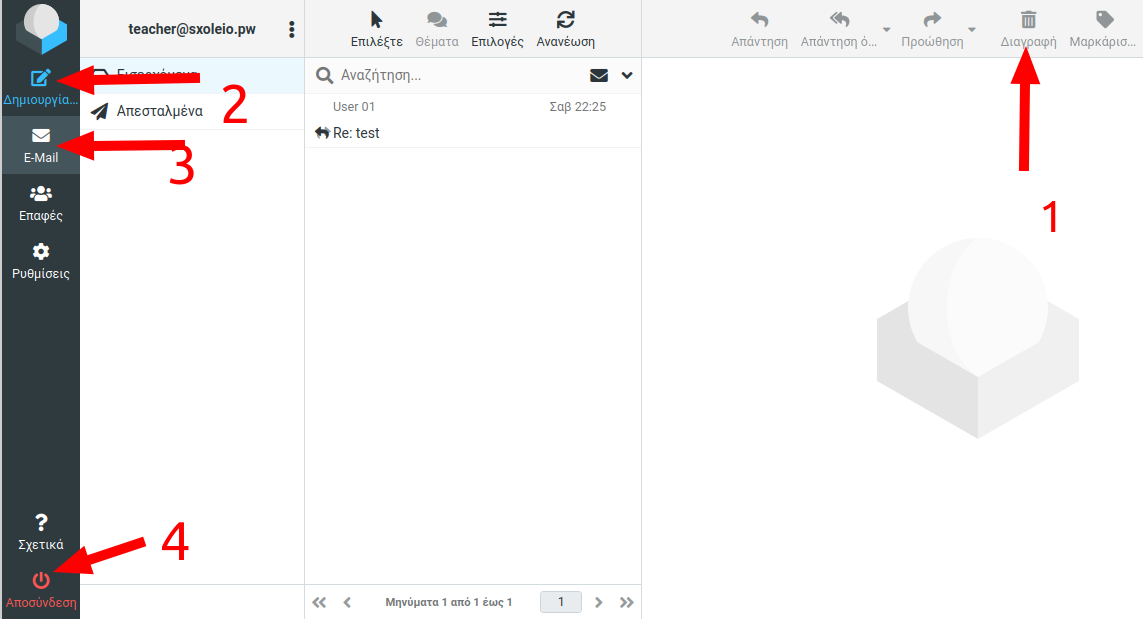 teacher@sxoleio.pw
Επιλέξτε Θέματα Επιλογές Ανανέωση
Απάντηση Απάντηση ό... Προώθηση Διαγραφή Μαρκάρισ...
Δημιουργία...
E-Mail
Επαφές
Ρυθμίσεις
Σχετικά
Αποσύνδεση
Εισερχόμενα
Απεσταλμένα
Αναζήτηση...
User 01 Σαβ 22:25
Re: test
Μηνύματα 1 από 1 έως 1
1
1
2
3
4